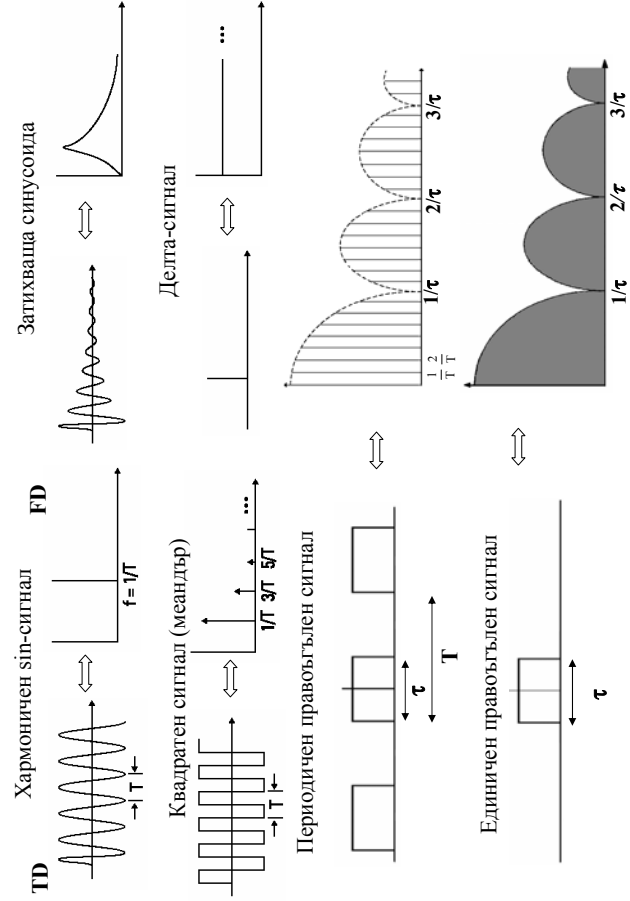 TD
Хармоничен sin-сигнал
FD
Затихваща синусоида
T
f = 1/T
Квадратен сигнал (меандър)
Делта-сигнал
T
1/T 3/T 5/T
...
...
Периодичен правоъгълен сигнал
τ
T
1/T 2/T
1/τ 2/τ 3/τ
Единичен правоъгълен сигнал
τ
1/τ 2/τ 3/τ